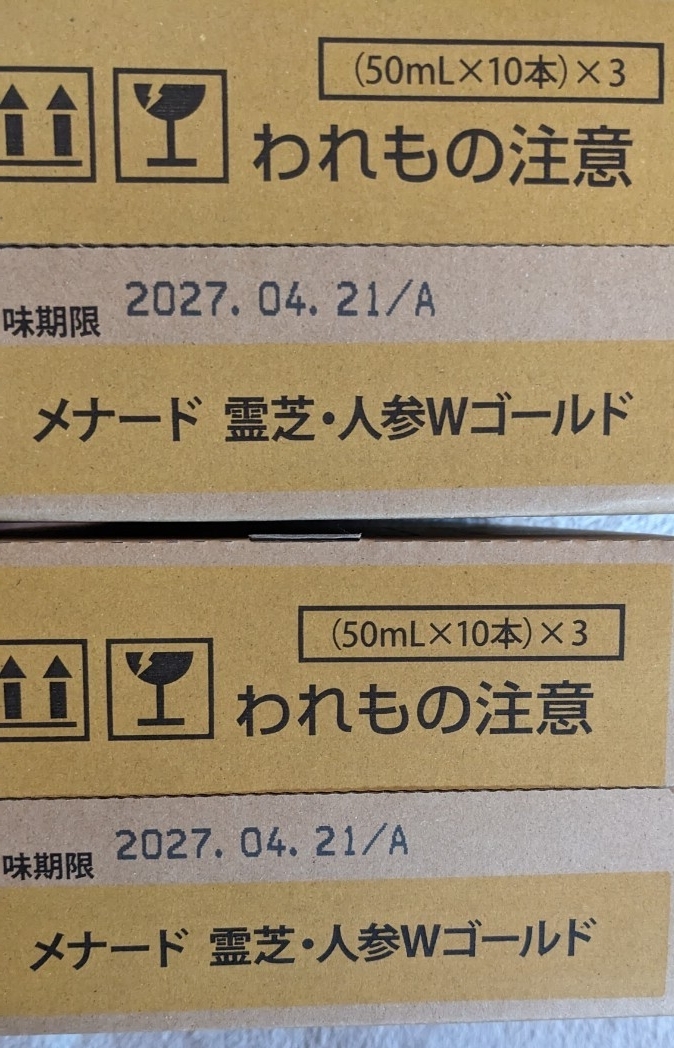 (50mL×10本)×3
われもの注意
味期限 2027. 04. 21/A
メナード 霊芝・人参Wゴールド
(50mL×10本)×3
われもの注意
味期限 2027. 04. 21/A
メナード 霊芝・人参Wゴールド